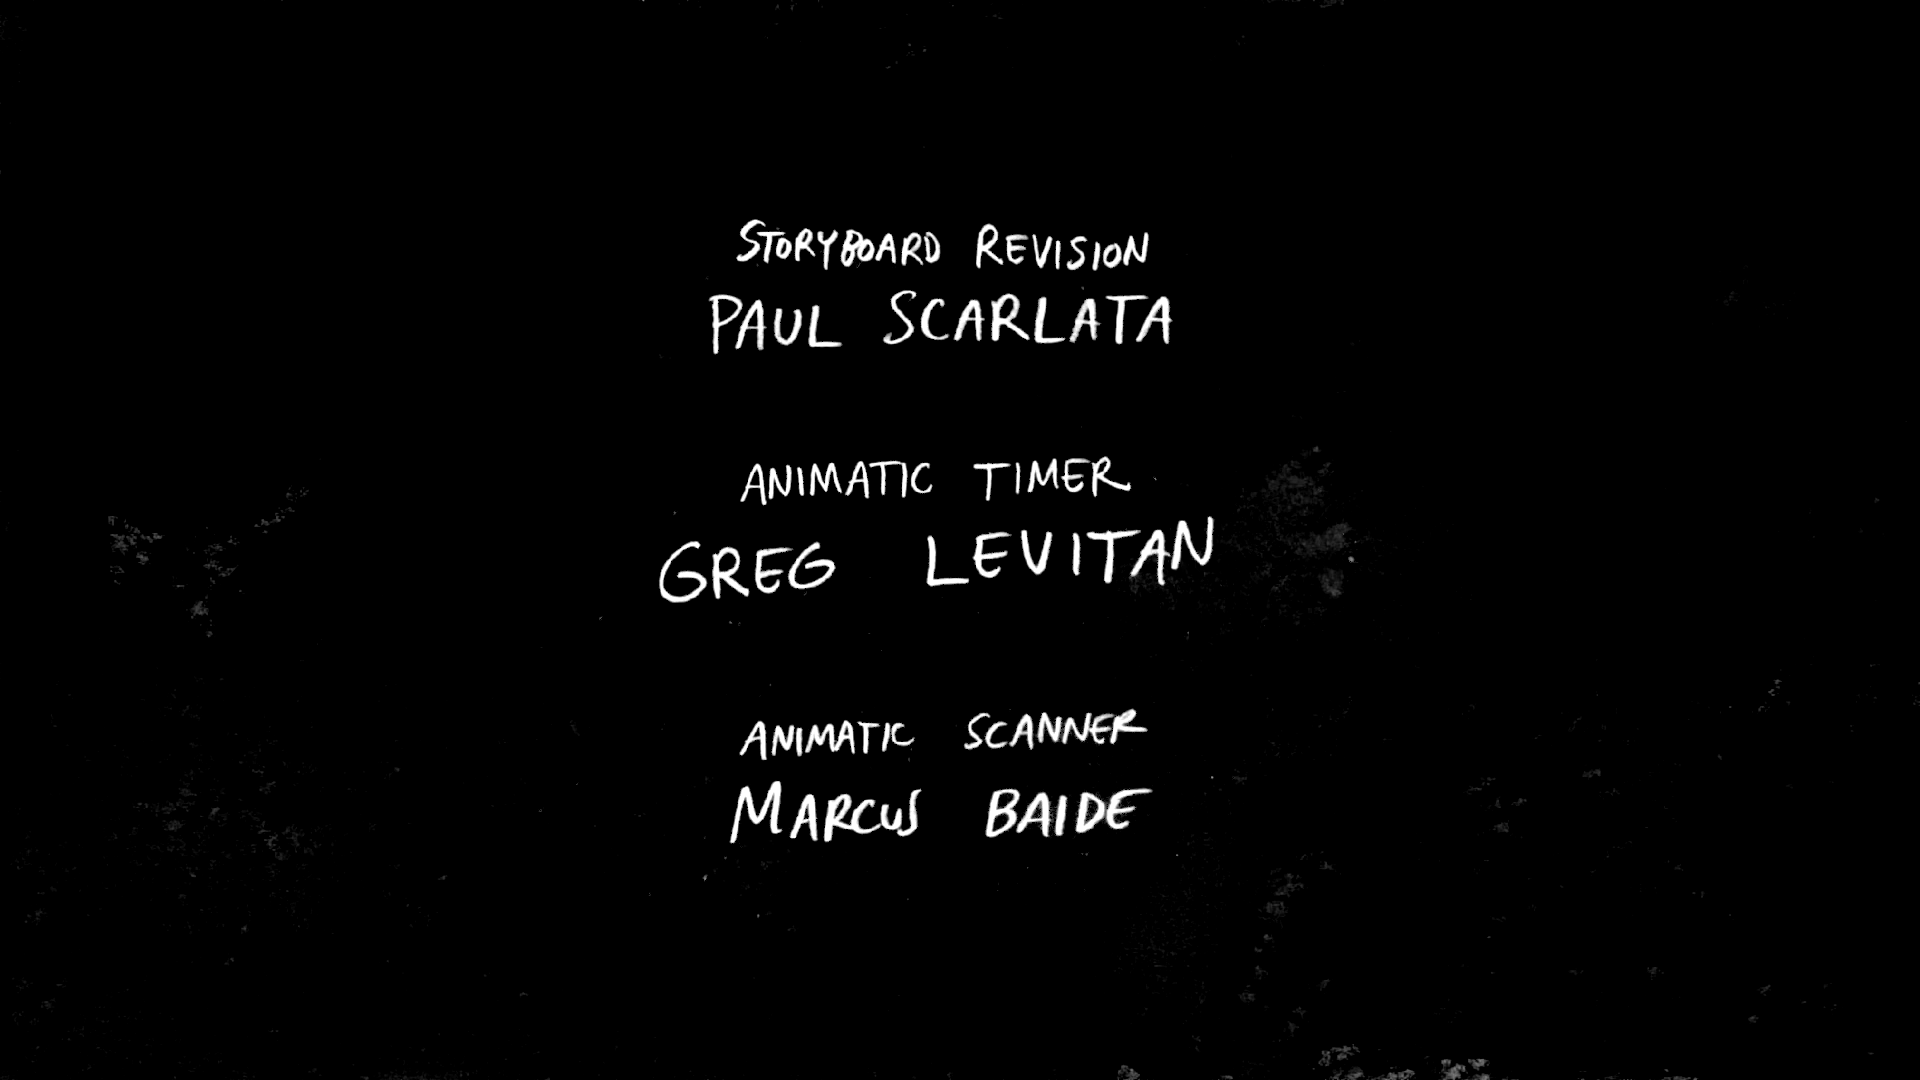 STORYBOARD REVISION
PAUL SCARLATA
ANIMATIC TIMER
GREG LEVITAN
ANIMATIC SCANNER
MARCUS BAIDE